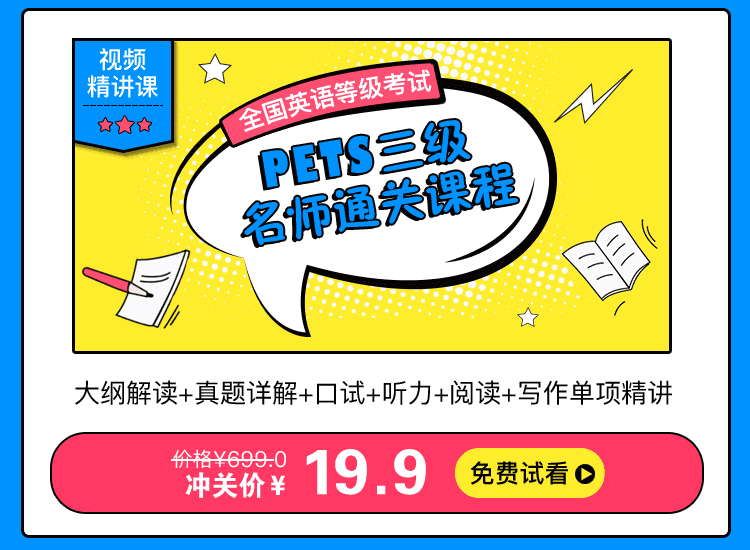 视频
精讲课
全国英语等级考试
PETS三级
名师通关课程
大纲解读+真题详解+口试+听力+阅读+写作单项精讲
价格¥699.0
冲关价¥ 19.9
免费试看